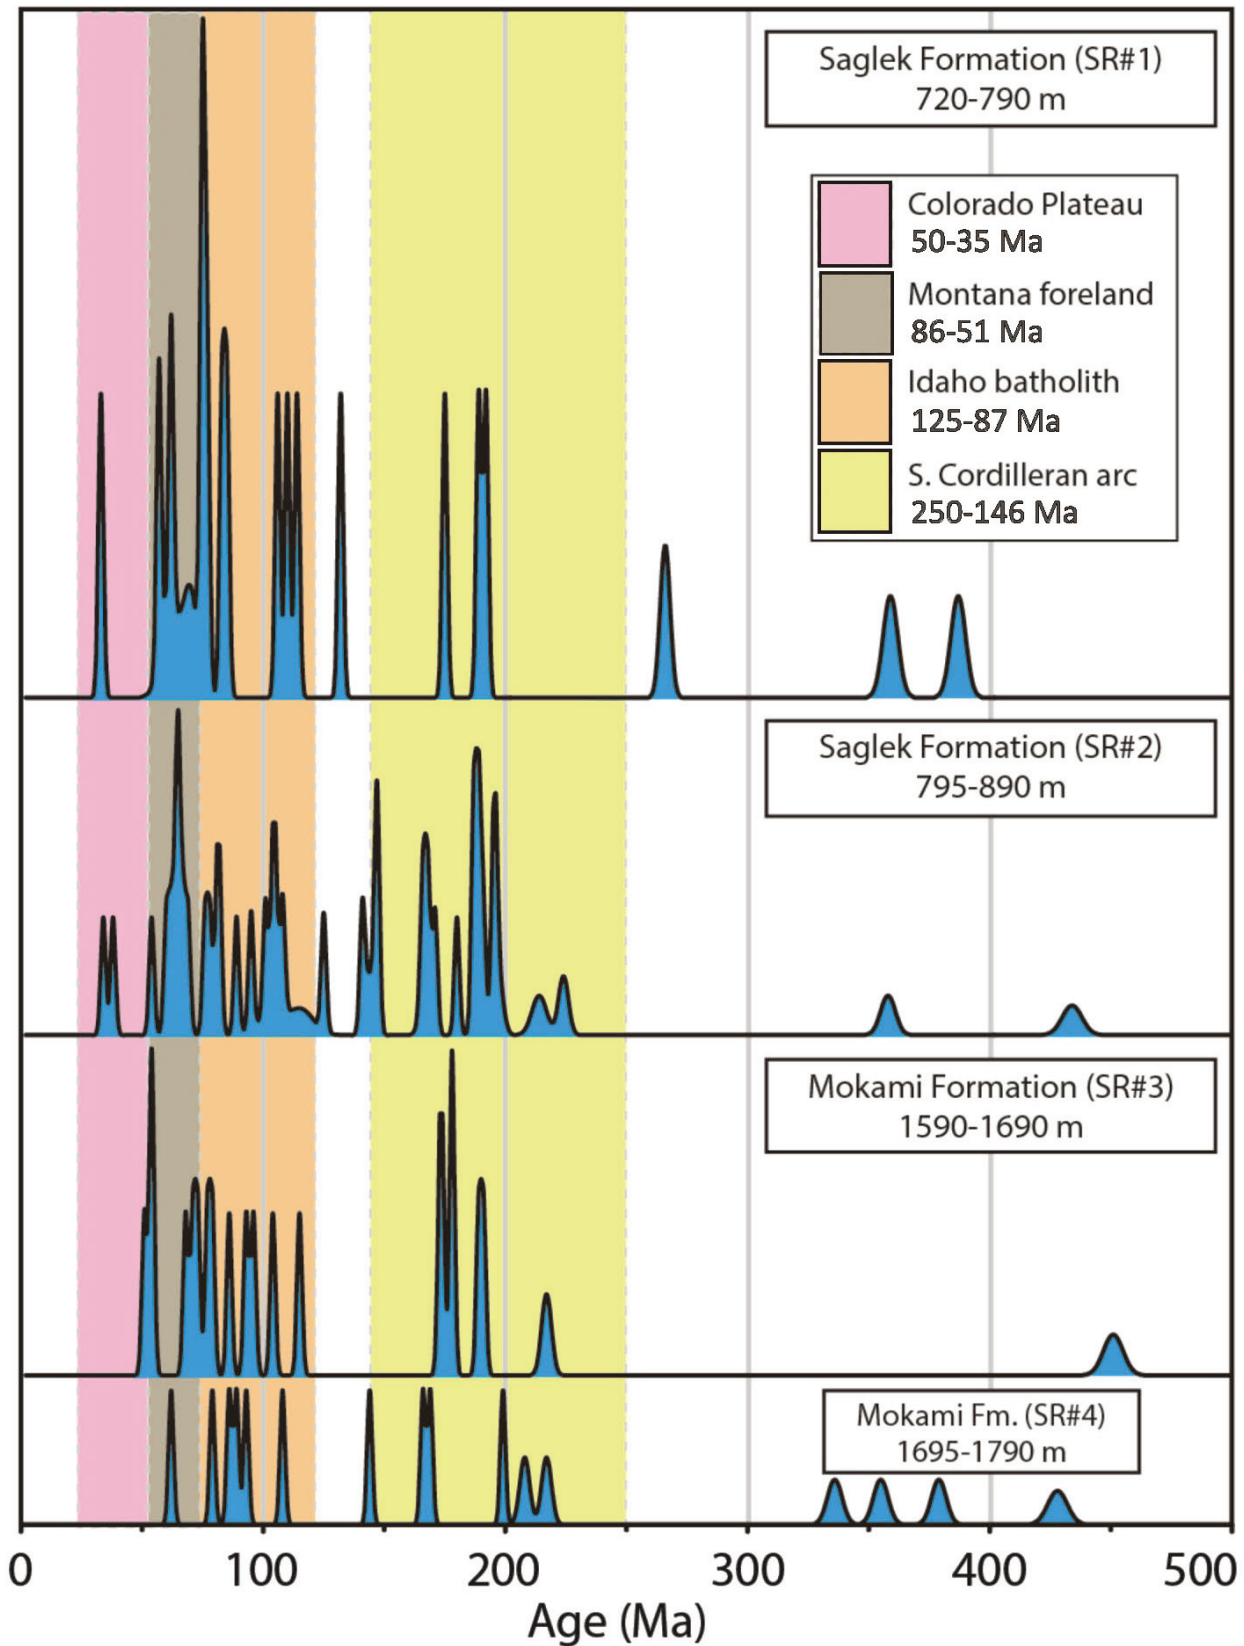 Saglek Formation (SR#1)
720-790 m
Colorado Plateau
50-35 Ma
Montana foreland
86-51 Ma
Idaho batholith
125-87 Ma
S. Cordilleran arc
250-146 Ma
Saglek Formation (SR#2)
795-890 m
Mokami Formation (SR#3)
1590-1690 m
Mokami Fm. (SR#4)
1695-1790 m
0 100 200 300 400 500
Age (Ma)